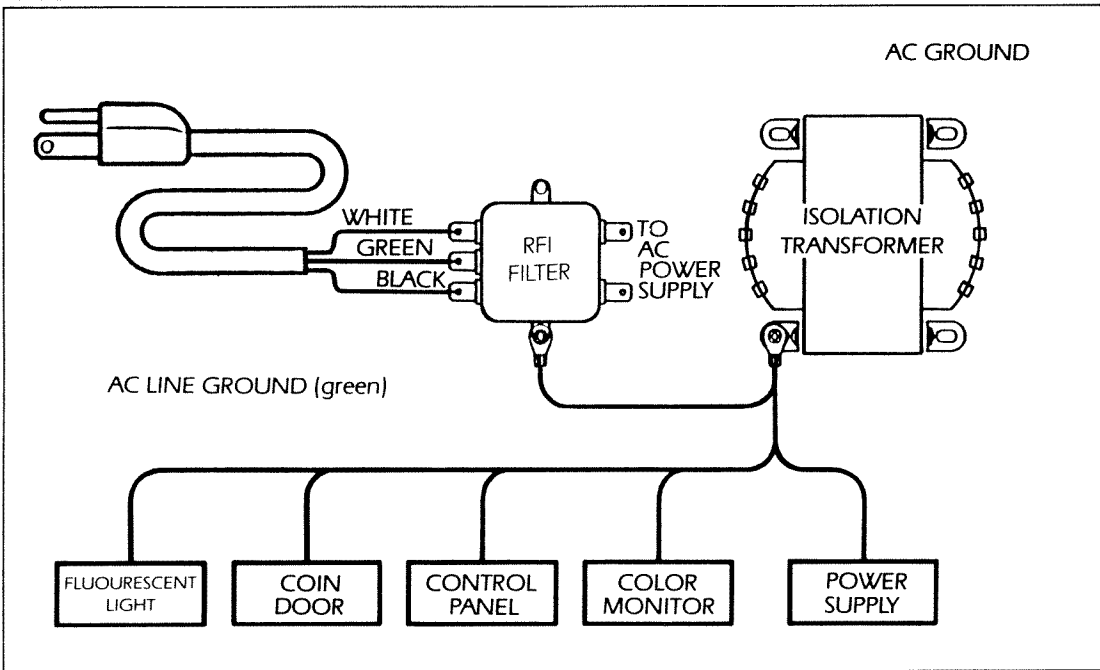 AC GROUND
WHITE
GREEN
BLACK
RFI
FILTER
TO
AC
POWER
SUPPLY
ISOLATION
TRANSFORMER
AC LINE GROUND (green)
FLUOURESCENT
LIGHT
COIN
DOOR
CONTROL
PANEL
COLOR
MONITOR
POWER
SUPPLY